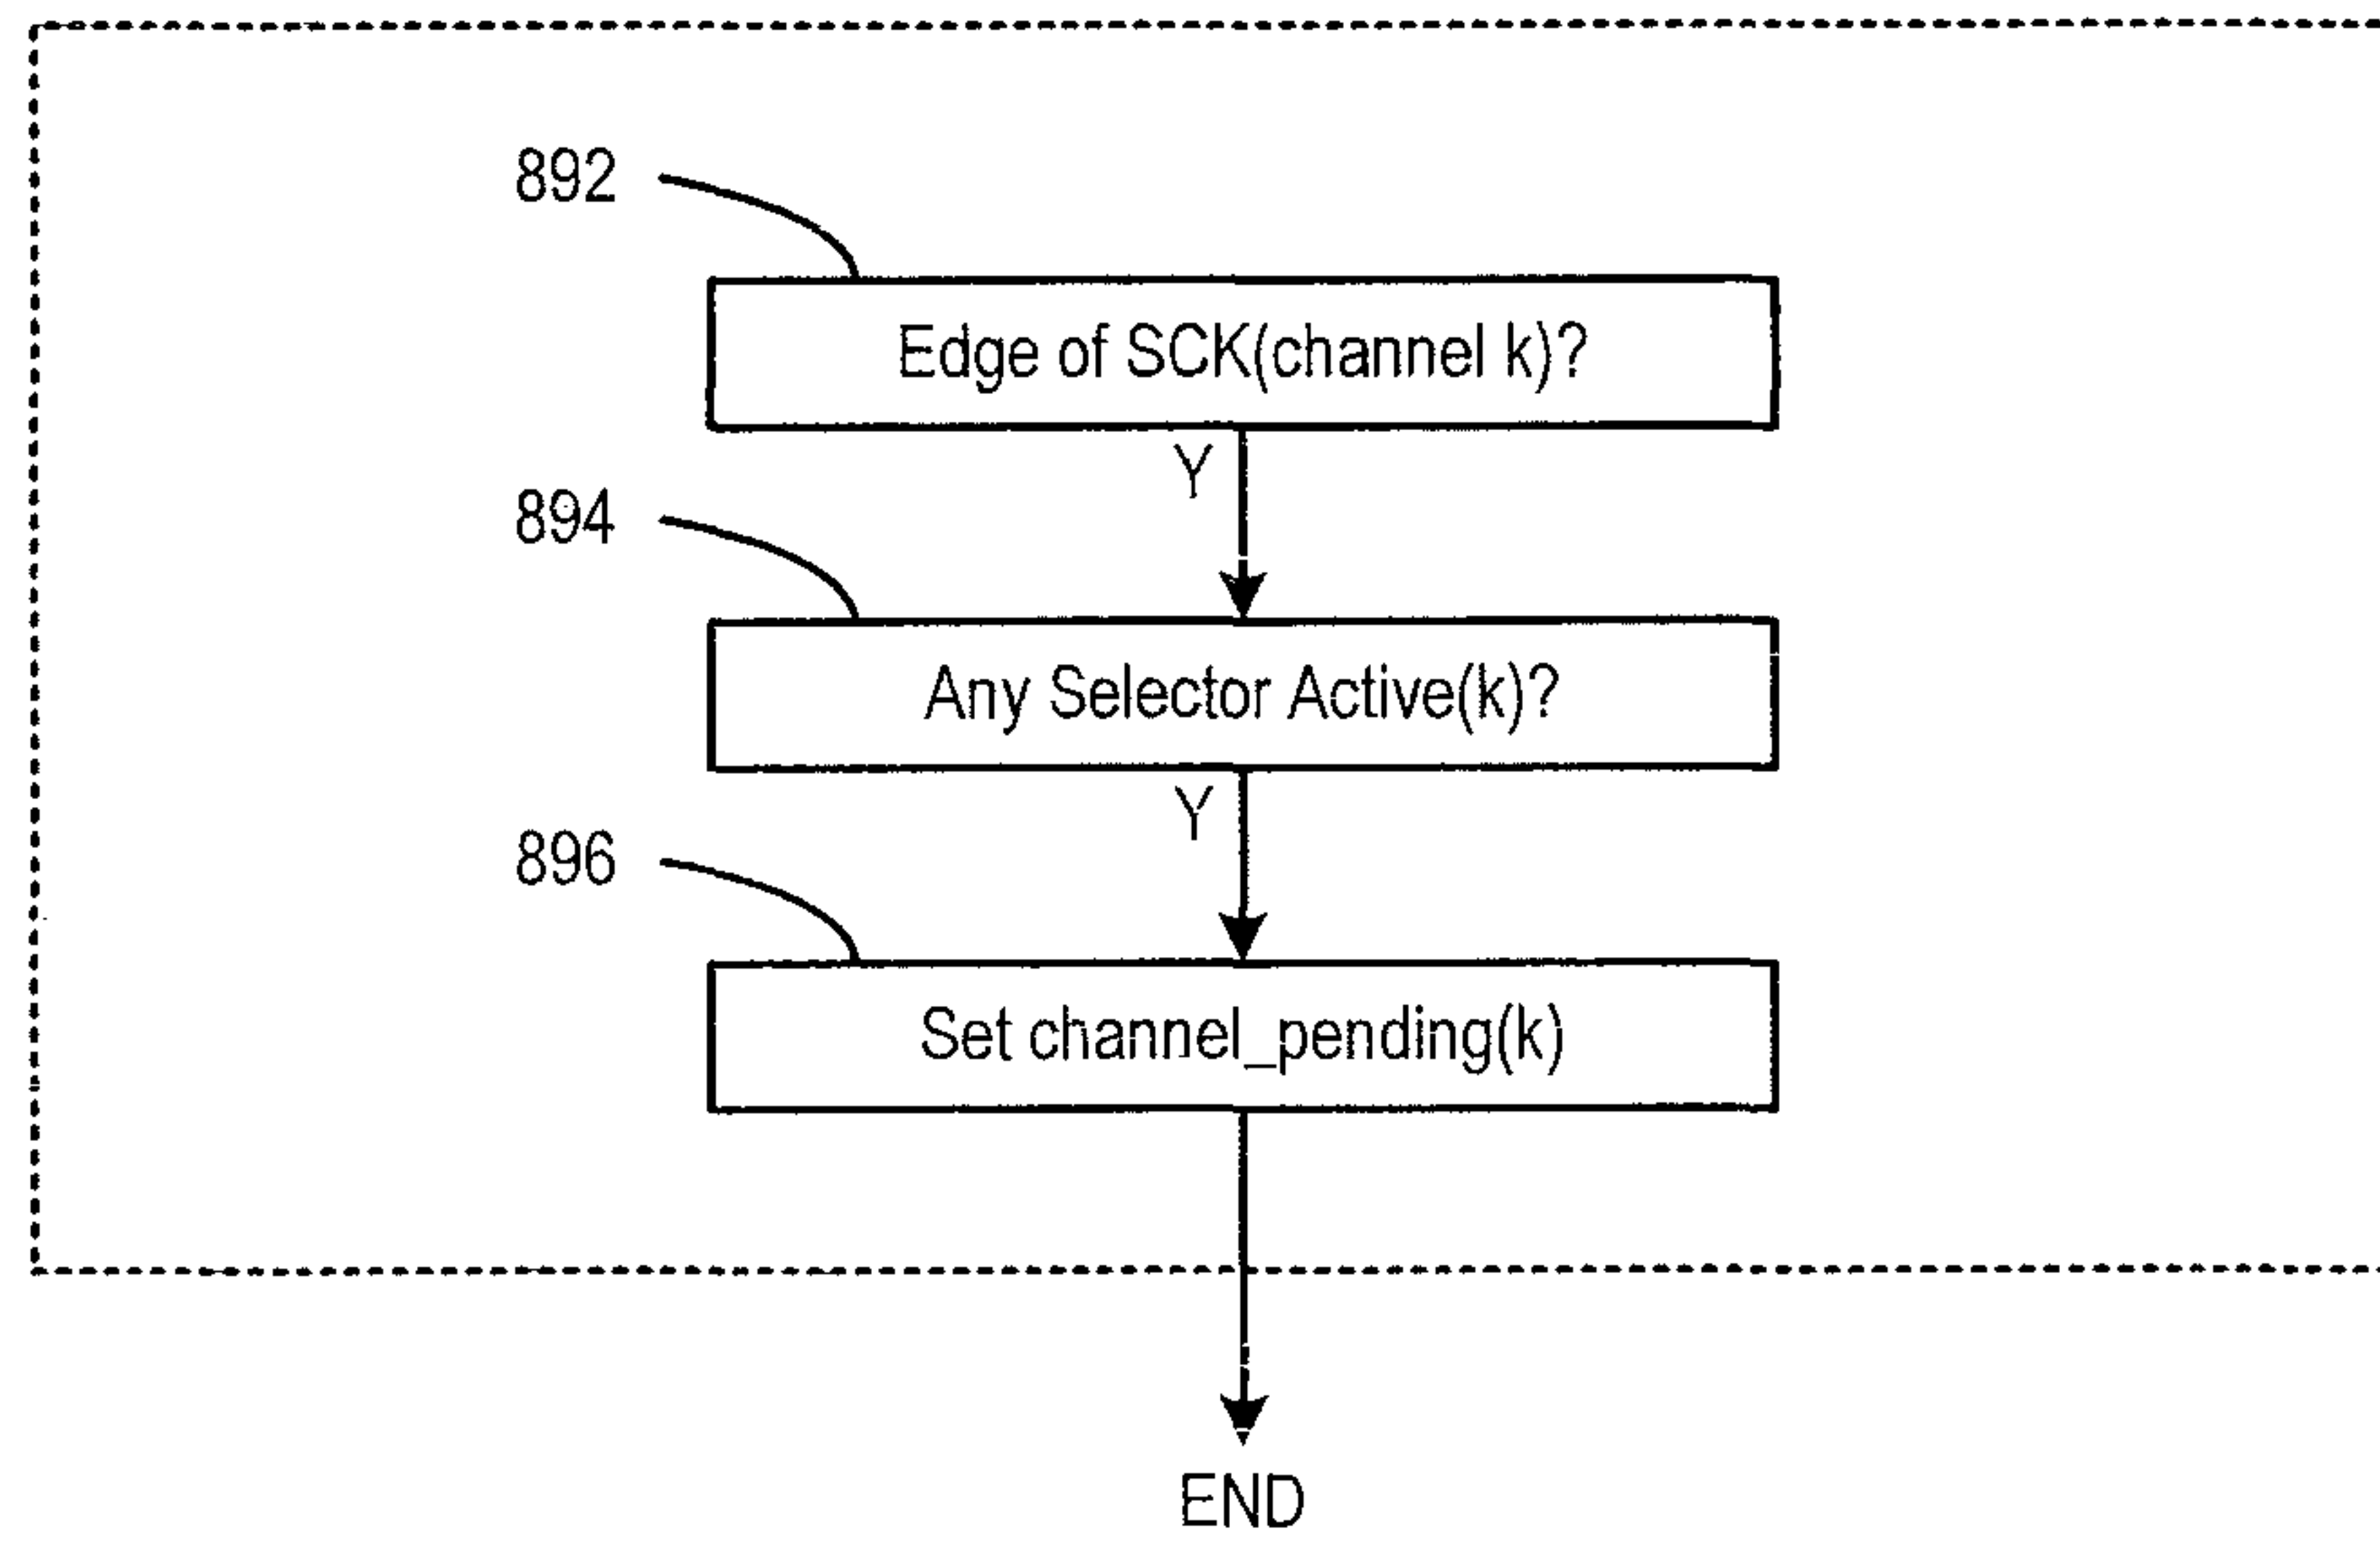 892
Edge of SCK(channel k)?
Y
894
Any Selector Active(k)?
Y
896
Set channel_pending(k)
END